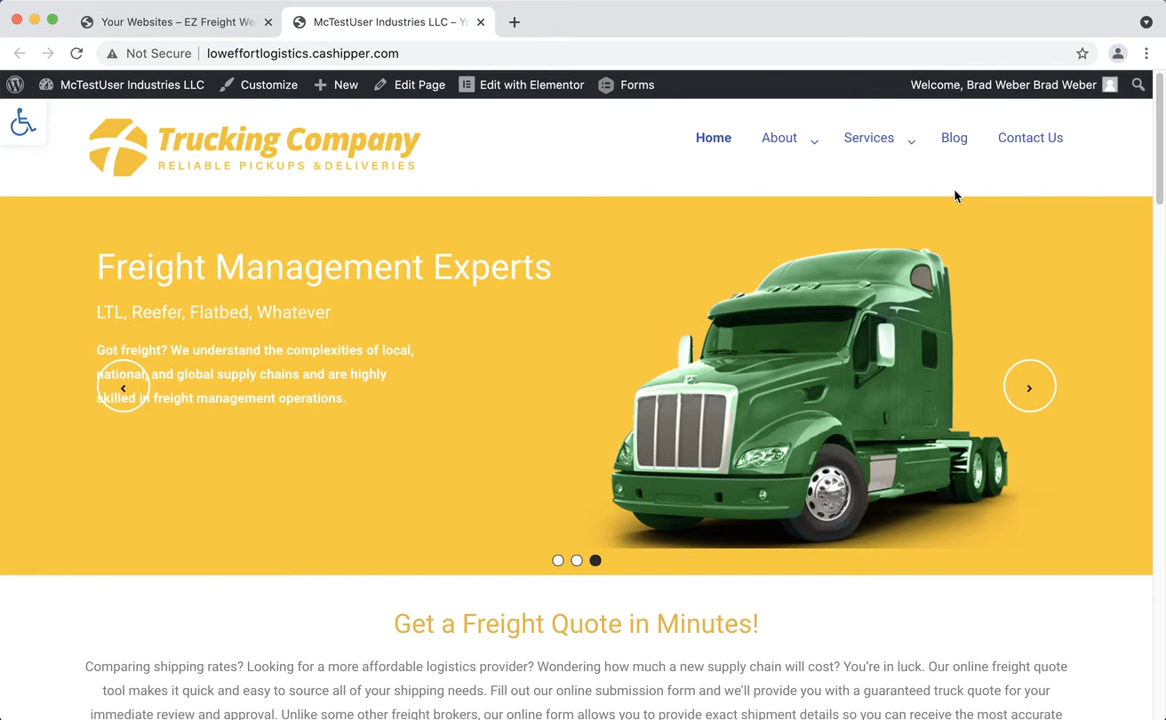 Your Websites – EZ Freight We
McTestUser Industries LLC – Y
Not Secure
loweffortlogistics.cashipper.com
McTestUser Industries LLC
Customize
New
Edit Page
Edit with Elementor
Forms
Welcome, Brad Weber Brad Weber
Trucking Company
RELIABLE PICKUPS &DELIVERIES
Home
About
Services
Blog
Contact Us
Freight Management Experts
LTL, Reefer, Flatbed, Whatever
Got freight? We understand the complexities of local,
national, and global supply chains and are highly
skilled in freight management operations.
Get a Freight Quote in Minutes!
Comparing shipping rates? Looking for a more affordable logistics provider? Wondering how much a new supply chain will cost? You're in luck. Our online freight quote
tool makes it quick and easy to source all of your shipping needs. Fill out our online submission form and we'll provide you with a guaranteed truck quote for your
immediate review and approval. Unlike some other freight brokers, our online form allows you to provide exact shipment details so you can receive the most accurate